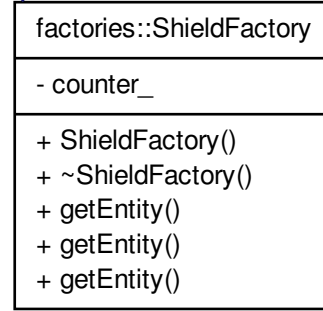 factories::ShieldFactory
- counter_
+ ShieldFactory()
+ ~ShieldFactory()
+ getEntity()
+ getEntity()
+ getEntity()